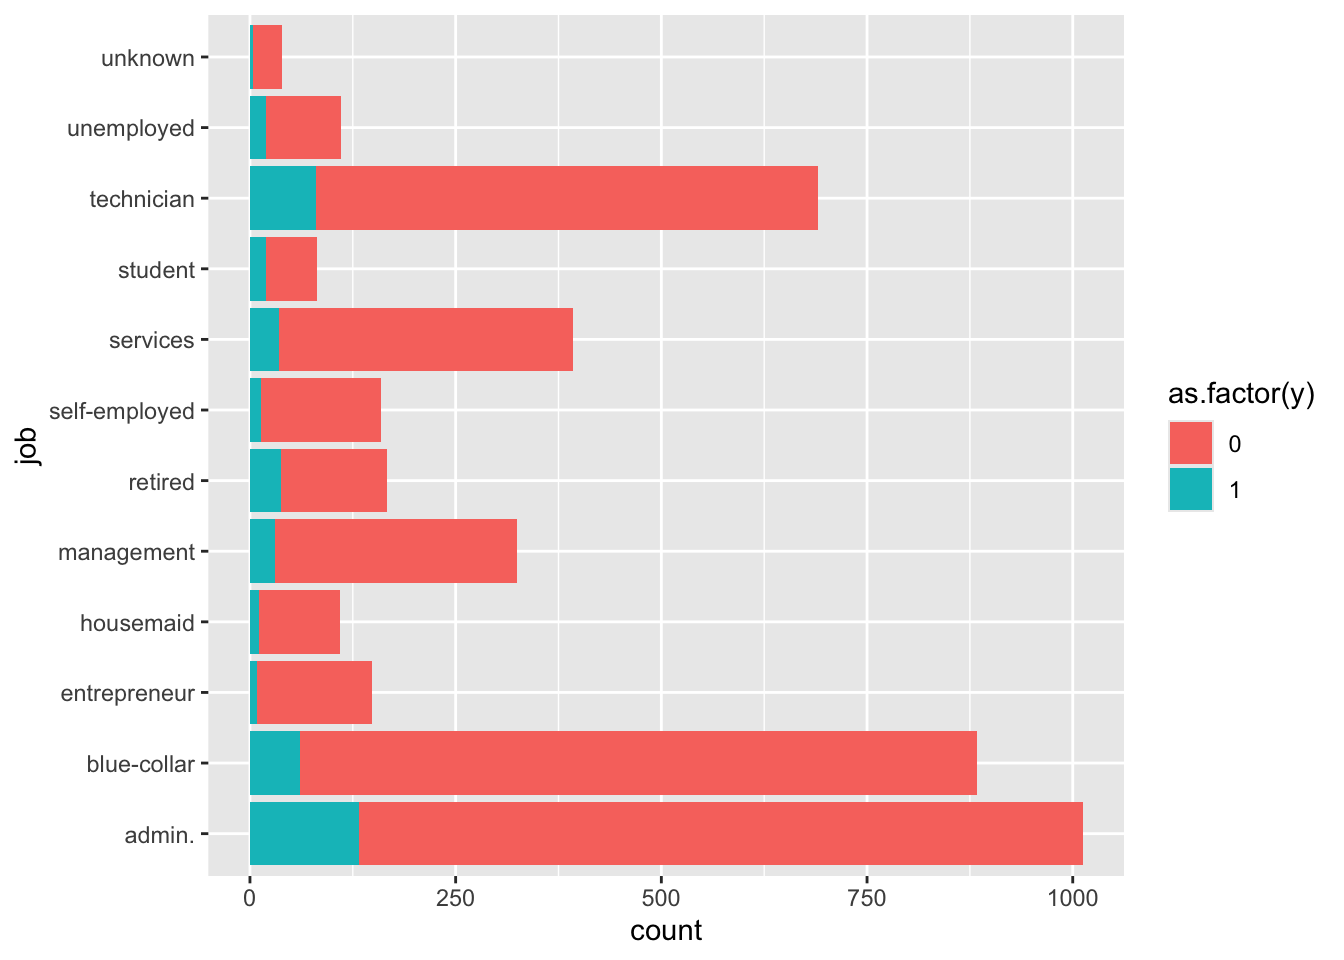 unknown
unemployed
technician
student
services
self-employed
retired
management
housemaid
entrepreneur
blue-collar
admin.
job
0 250 500 750 1000
count
as.factor(y)
0
1